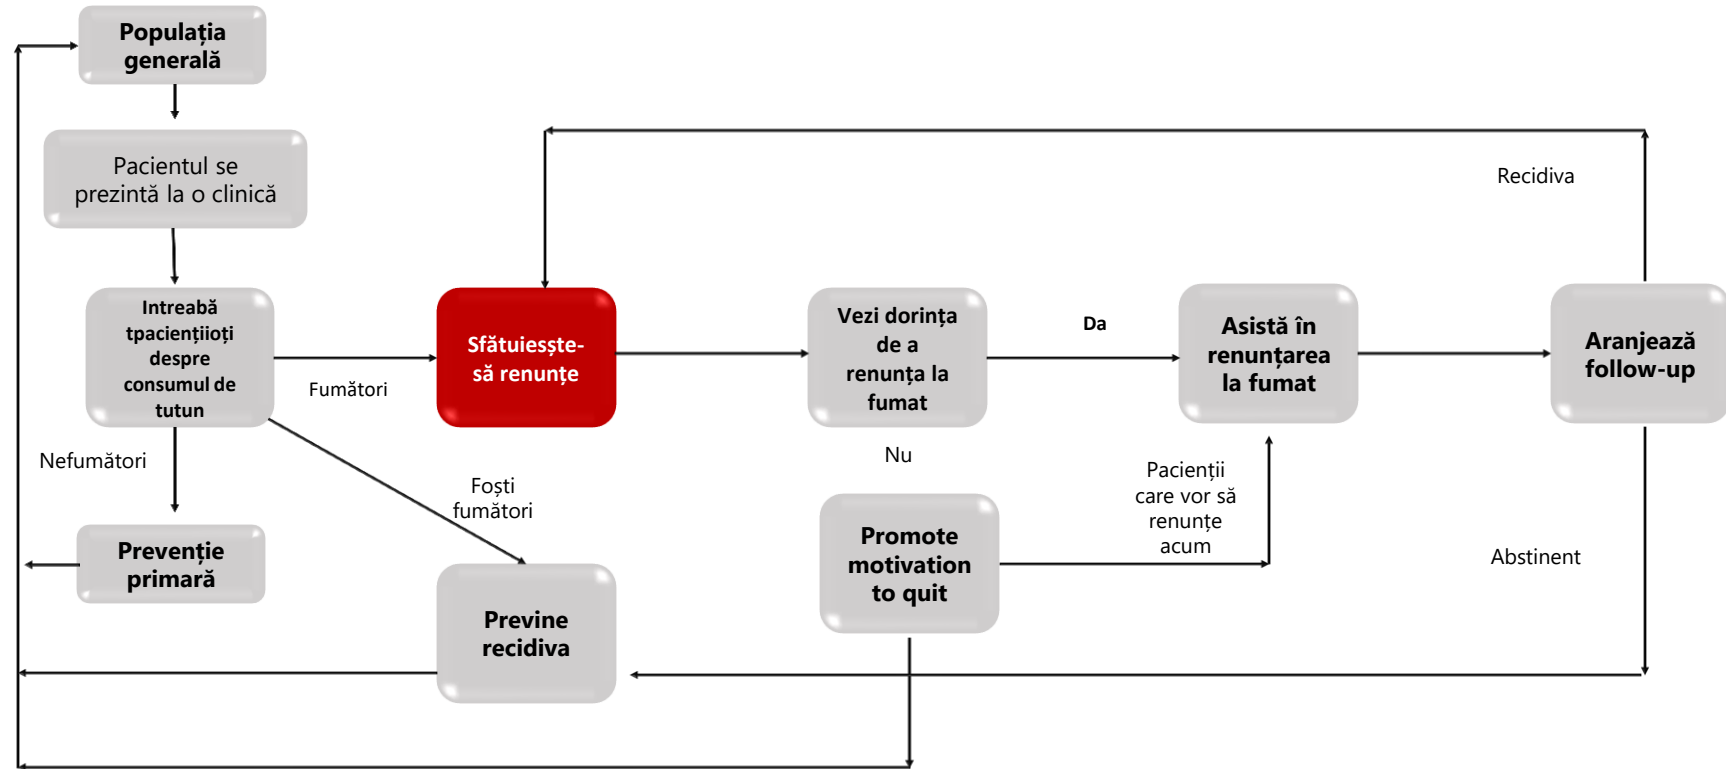 Populația
generală
Pacientul se
prezintă la o clinică
Recidiva
Intreabă
tpaciențiioți
despre
consumul de
tutun
Fumători
Sfătuiesște-
să renunțe
Vezi dorința
de a
renunța la
fumat
Da
Asistă în
renunțarea
la fumat
Aranjează
follow-up
Nefumători
Foști
fumători
Nu
Pacienții
care vor să
renunțe
acum
Prevenție
primară
Previne
recidiva
Promote
motivation
to quit
Abstinent